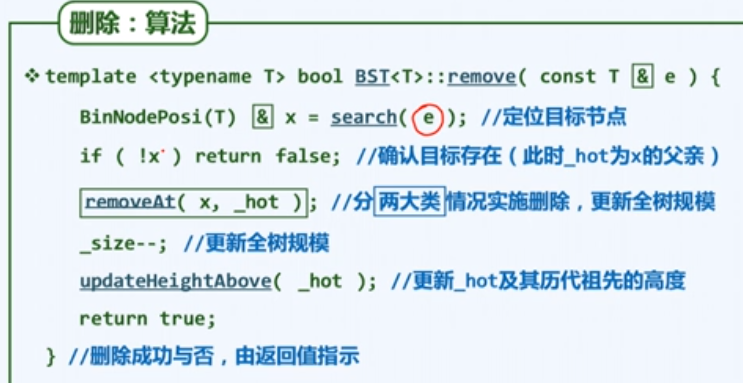 删除：算法
❖template <typename T> bool BST<T>::remove( const T & e ) {
BinNodePosi(T) & x = search( e ); //定位目标节点
if ( !x ) return false; //确认目标存在（此时_hot为x的父亲）
removeAt( x, _hot ); //分两大类情况实施删除，更新全树规模
_size--; //更新全树规模
updateHeightAbove( _hot ); //更新_hot及其历代祖先的高度
return true;
} //删除成功与否，由返回值指示